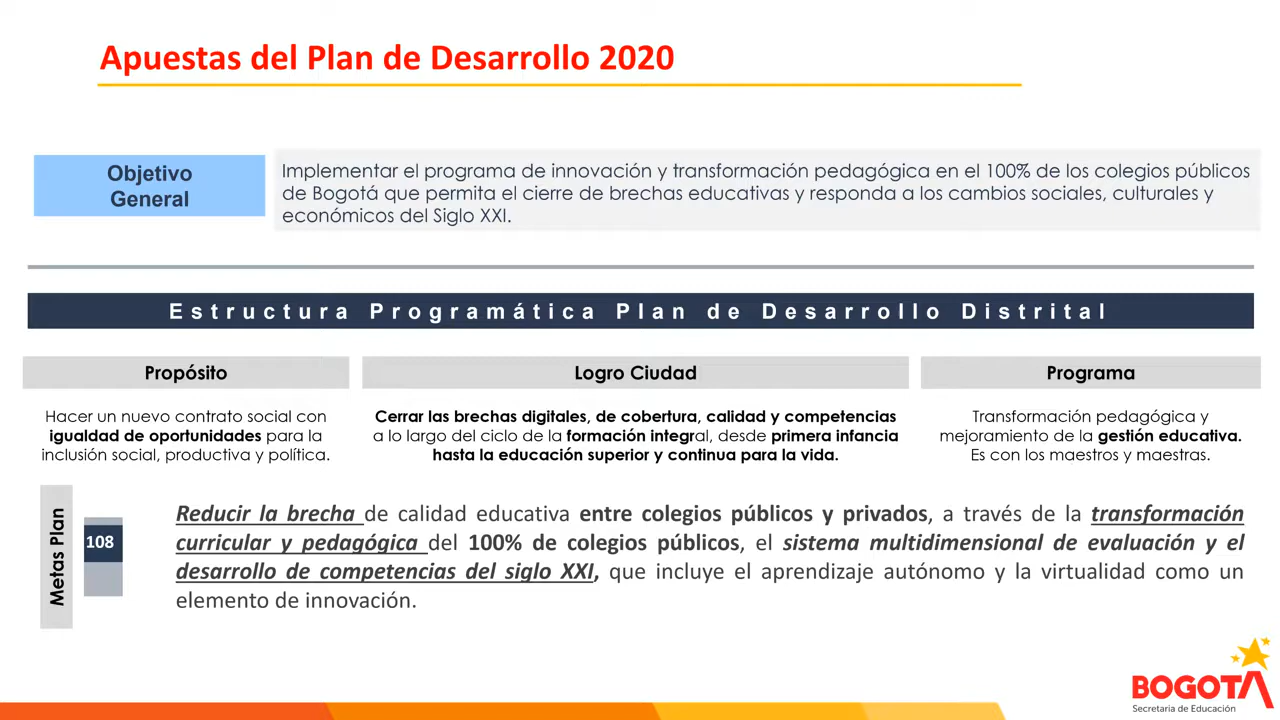 Apuestas del Plan de Desarrollo 2020
Objetivo
General
Implementar el programa de innovación y transformación pedagógica en el 100% de los colegios públicos
de Bogotá que permita el cierre de brechas educativas y responda a los cambios sociales, culturales y
económicos del Siglo XXI.
Estructura Programática Plan de Desarrollo Distrital
Propósito
Hacer un nuevo contrato social con
igualdad de oportunidades para la
inclusión social, productiva y política.
Logro Ciudad
Cerrar las brechas digitales, de cobertura, calidad y competencias
a lo largo del ciclo de la formación integral, desde primera infancia
hasta la educación superior y continua para la vida.
Programa
Transformación pedagógica y
mejoramiento de la gestión educativa.
Es con los maestros y maestras.
Metas Plan
108
Reducir la brecha de calidad educativa entre colegios públicos y privados, a través de la transformación
curricular y pedagógica del 100% de colegios públicos, el sistema multidimensional de evaluación y el
desarrollo de competencias del siglo XXI, que incluye el aprendizaje autónomo y la virtualidad como un
elemento de innovación.
BOGOTA
Secretaría de Educación